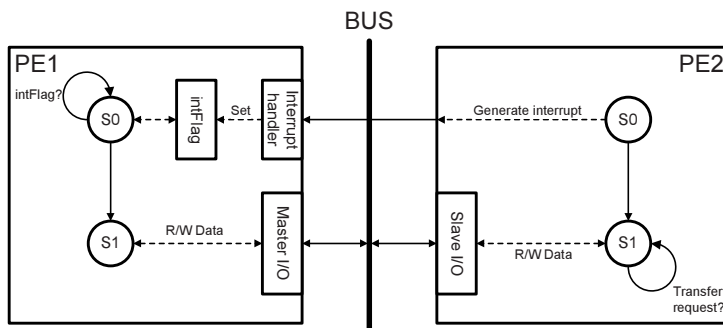 BUS
PE1
PE2
intFlag?
S0
intFlag
Set
Interrupt
handler
Generate interrupt
S0
S1
R/W Data
Master I/O
Slave I/O
R/W Data
S1
Transfer
request?